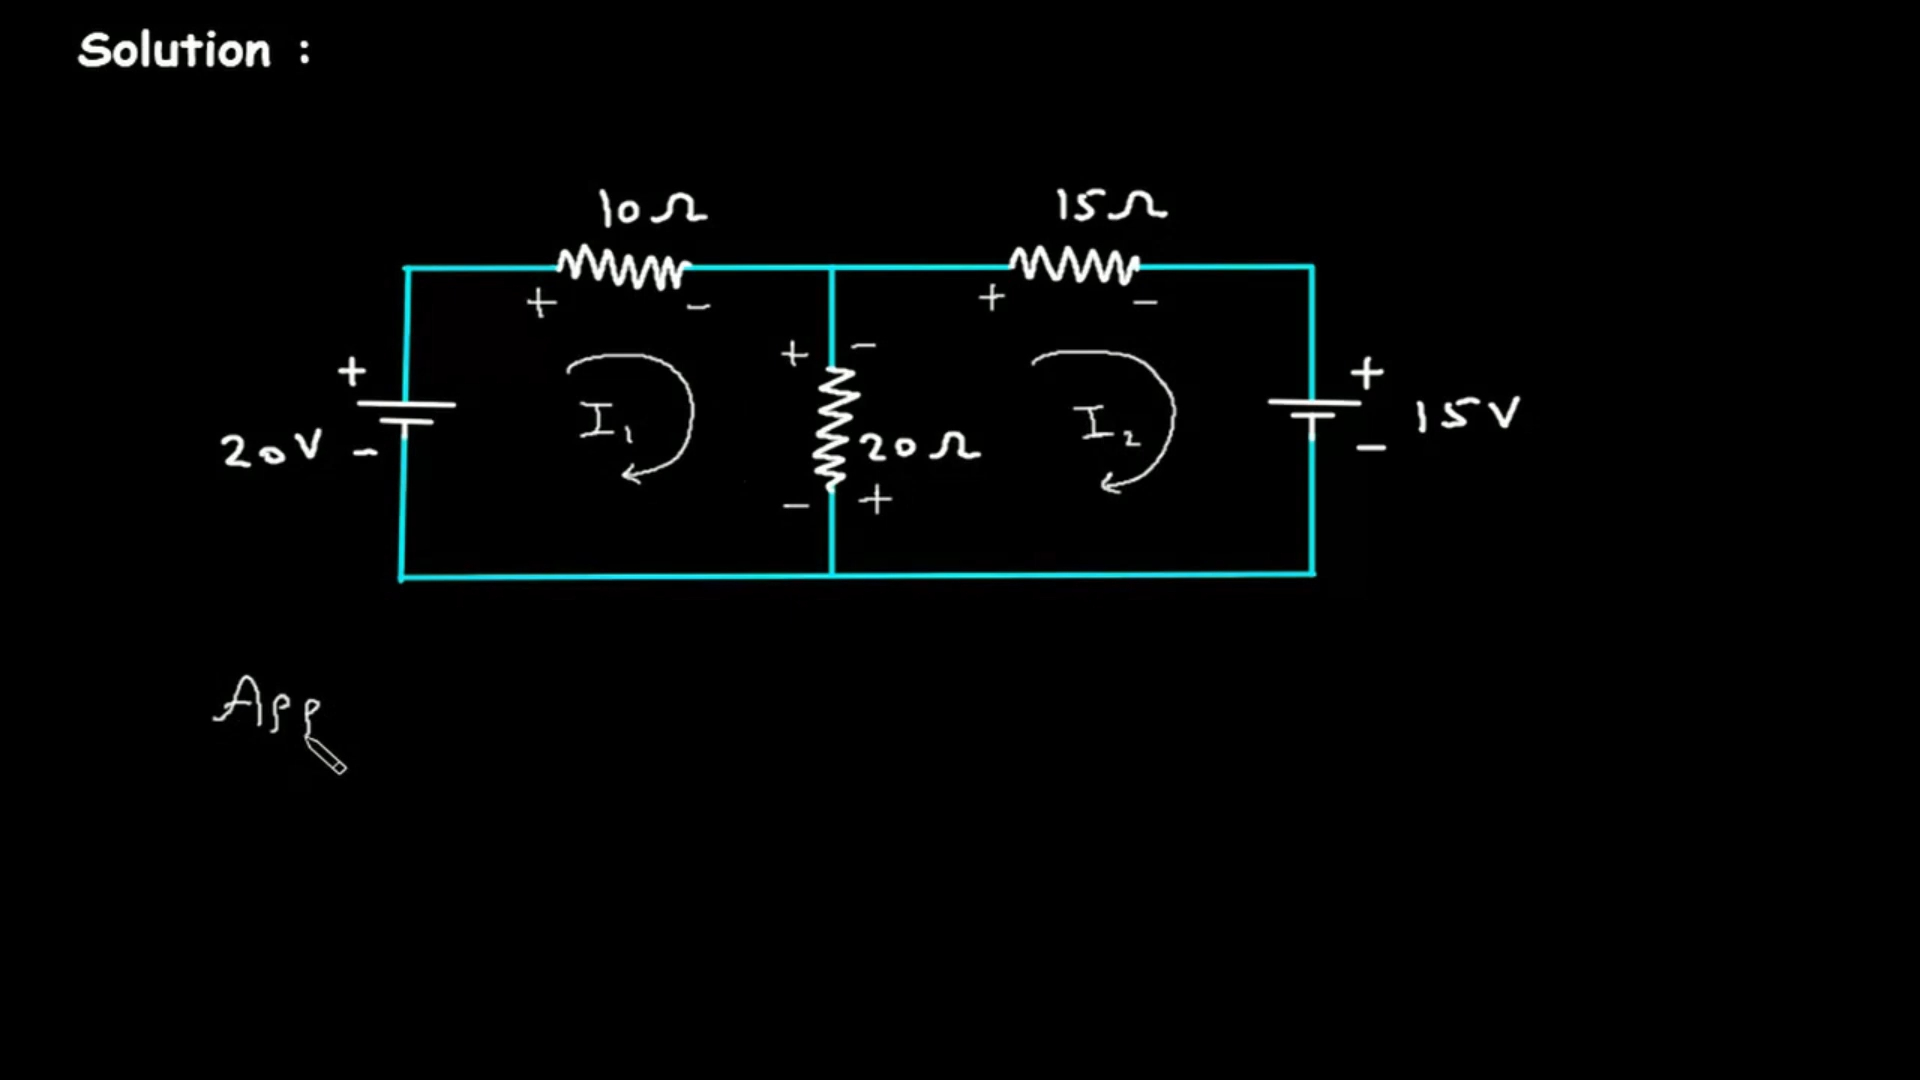 Solution :
10Ω
15Ω
+ -
+ -
+ -
+
+
20V -
I₁
20Ω
I₂
15V
-
- +
App